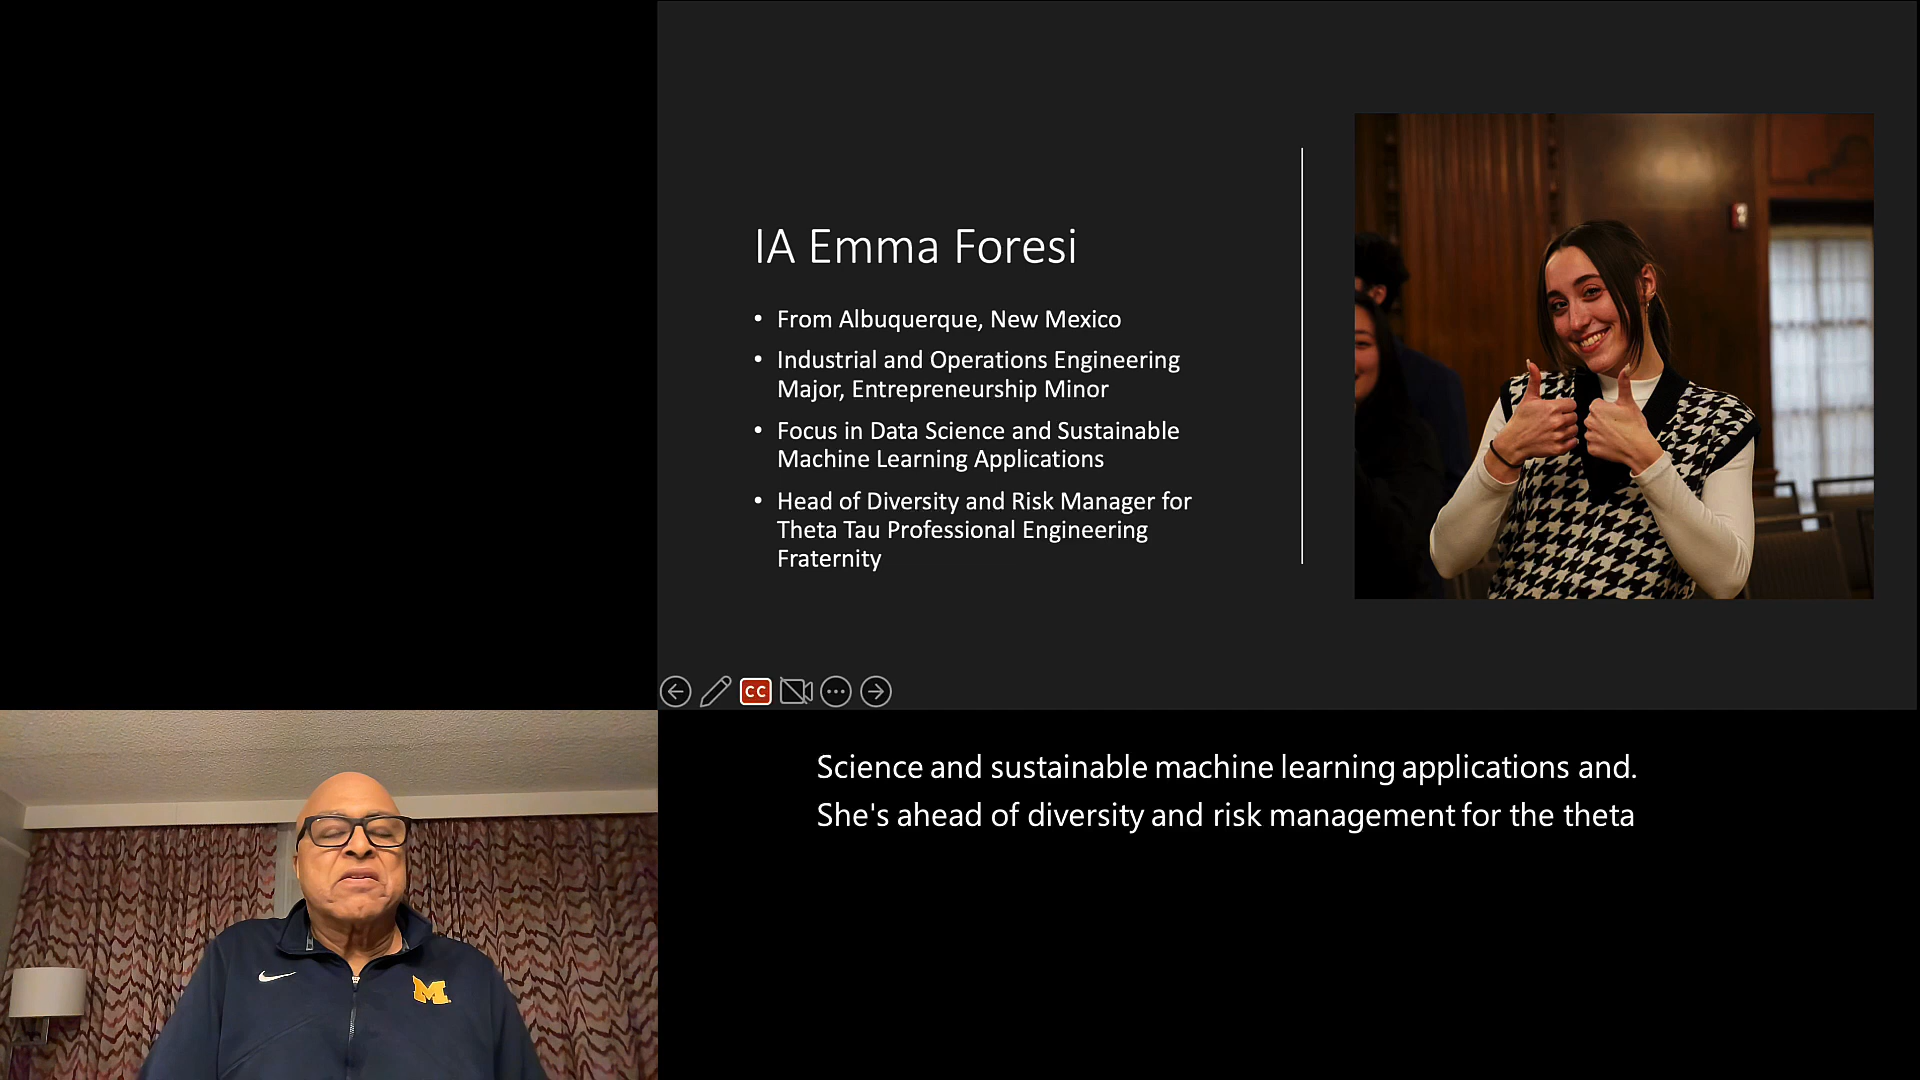 IA Emma Foresi
• From Albuquerque, New Mexico
• Industrial and Operations Engineering
Major, Entrepreneurship Minor
• Focus in Data Science and Sustainable
Machine Learning Applications
• Head of Diversity and Risk Manager for
Theta Tau Professional Engineering
Fraternity
CC
Science and sustainable machine learning applications and.
She's ahead of diversity and risk management for the theta
M